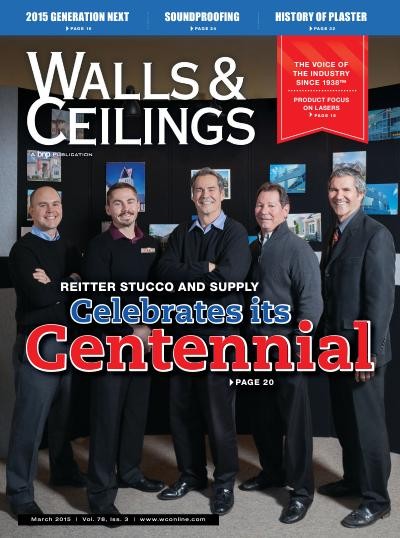 2015 GENERATION NEXT
PAGE 16
SOUNDPROOFING
PAGE 24
HISTORY OF PLASTER
PAGE 32
WALLS &
CEILINGS
A bnp PUBLICATION
THE VOICE OF
THE INDUSTRY
SINCE 1938™
PRODUCT FOCUS
ON LASERS
PAGE 15
REITTER STUCCO AND SUPPLY
Celebrates its
Centennial
PAGE 20
March 2015 | Vol. 78, Iss. 3 | www.wconline.com